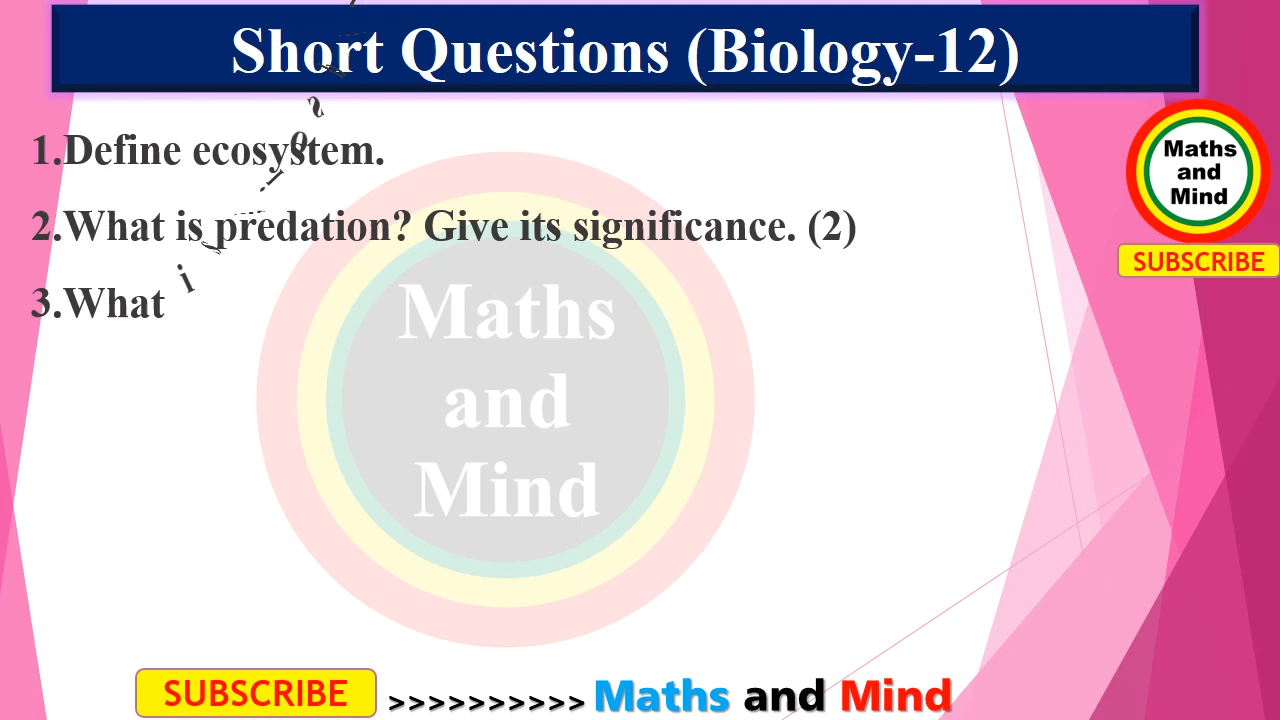 Short Questions (Biology-12)
1.Define ecosystem.
2.What is predation? Give its significance. (2)
3.What i
Maths
and
Mind
SUBSCRIBE
Maths
and
Mind
SUBSCRIBE >>>>>>>>>> Maths and Mind